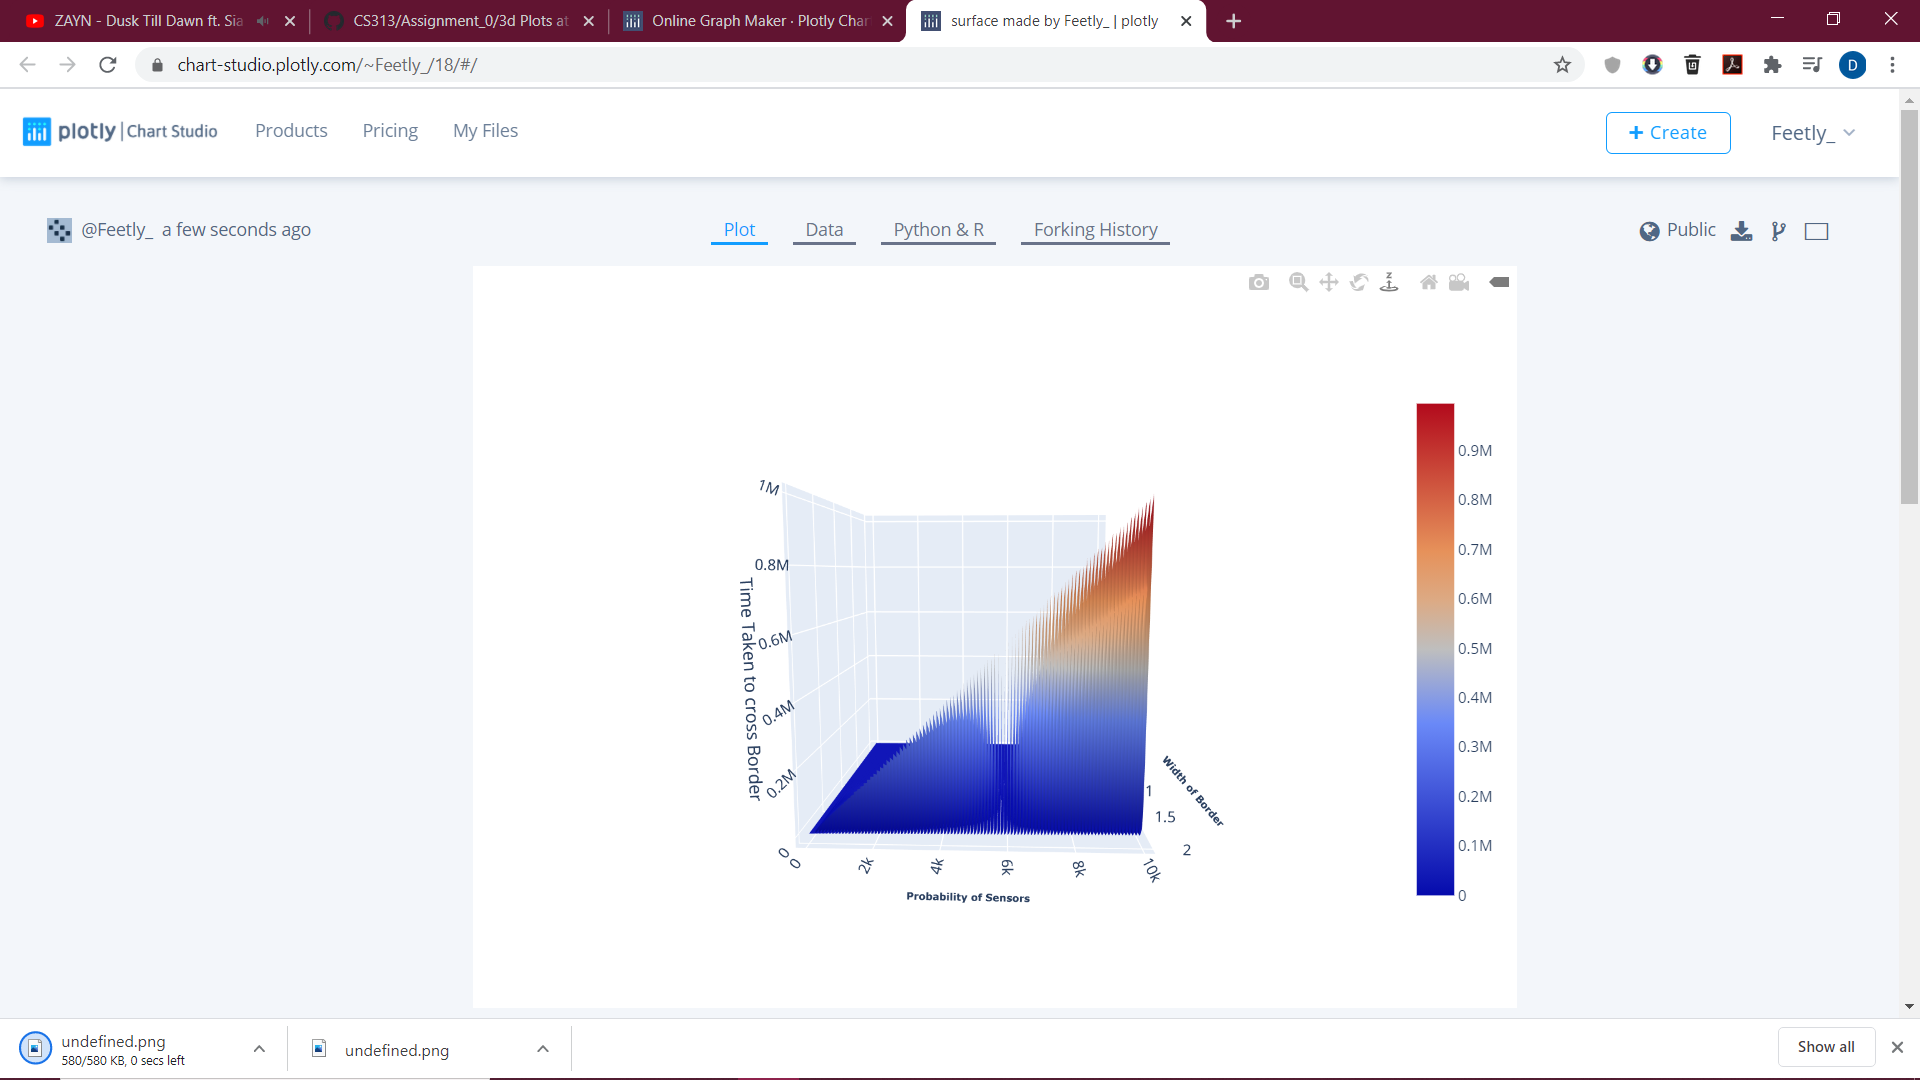 ZAYN - Dusk Till Dawn ft. Sia
CS313/Assignment_0/3d Plots at
Online Graph Maker · Plotly Char
surface made by Feetly_ | plotly
chart-studio.plotly.com/~Feetly_/18/#/
D
plotly | Chart Studio
Products
Pricing
My Files
+ Create
Feetly_
@Feetly_ a few seconds ago
Plot
Data
Python & R
Forking History
Public
z
0.9M
0.8M
0.7M
0.6M
0.5M
0.4M
0.3M
0.2M
0.1M
0
1M
0.8M
0.6M
0.4M
0.2M
0
Time Taken to cross Border
0
2k
4k
6k
8k
10k
Probability of Sensors
1
1.5
2
Width of Border
undefined.png
580/580 KB, 0 secs left
undefined.png
Show all